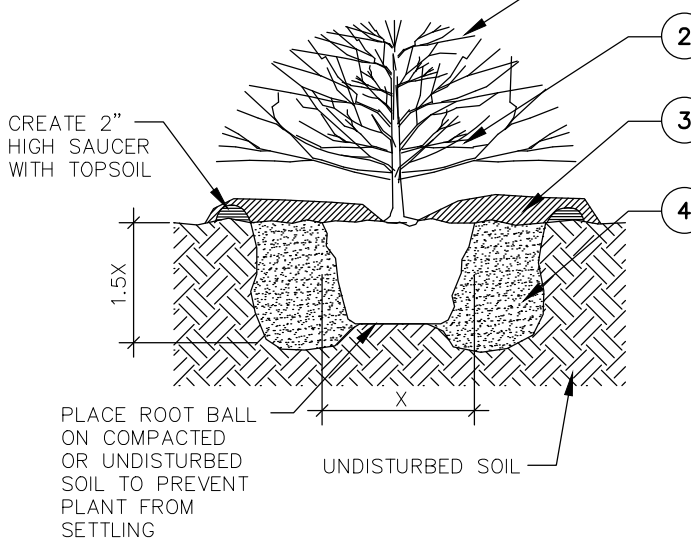 2
3
4
CREATE 2”
HIGH SAUCER
WITH TOPSOIL
1.5X
X
PLACE ROOT BALL
ON COMPACTED
OR UNDISTURBED
SOIL TO PREVENT
PLANT FROM
SETTLING
UNDISTURBED SOIL